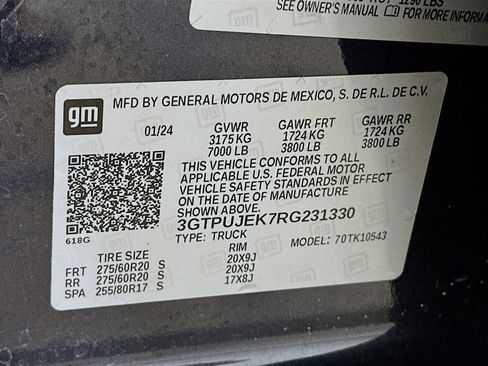 1290 LBS
SEE OWNER'S MANUAL FOR MORE INFORMA
gm
MFD BY GENERAL MOTORS DE MEXICO, S. DE R.L. DE C.V.
01/24 GVWR GAWR FRT GAWR RR
3175 KG 1724 KG 1724 KG
7000 LB 3800 LB 3800 LB
THIS VEHICLE CONFORMS TO ALL
APPLICABLE U.S. FEDERAL MOTOR
VEHICLE SAFETY STANDARDS IN EFFECT
ON THE DATE OF MANUFACTURE
SHOWN ABOVE.
3GTPUJEK7RG231330
618G
TYPE: TRUCK MODEL: 70TK10543
TIRE SIZE RIM
FRT 275/60R20 S 20X9J
RR 275/60R20 S 20X9J
SPA 255/80R17 S 17X8J